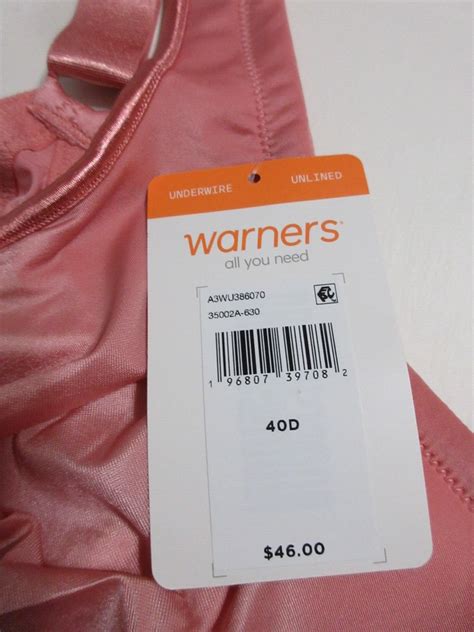 UNDERWIRE UNLINED
warners
all you need
A3WU386070
35002A-630
1 96807 39708 2
40D
$46.00